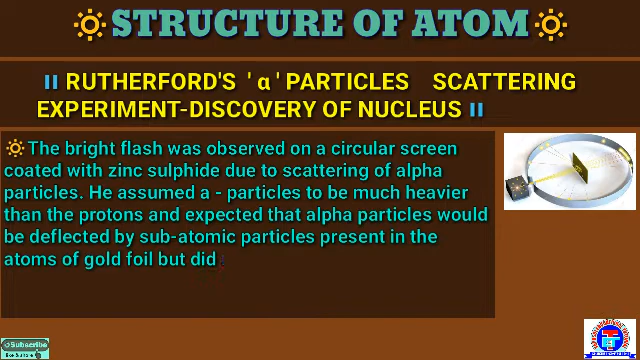 STRUCTURE OF ATOM
RUTHERFORD'S ' α ' PARTICLES SCATTERING
EXPERIMENT-DISCOVERY OF NUCLEUS
The bright flash was observed on a circular screen
coated with zinc sulphide due to scattering of alpha
particles. He assumed a - particles to be much heavier
than the protons and expected that alpha particles would
be deflected by sub-atomic particles present in the
atoms of gold foil but did
Subscribe